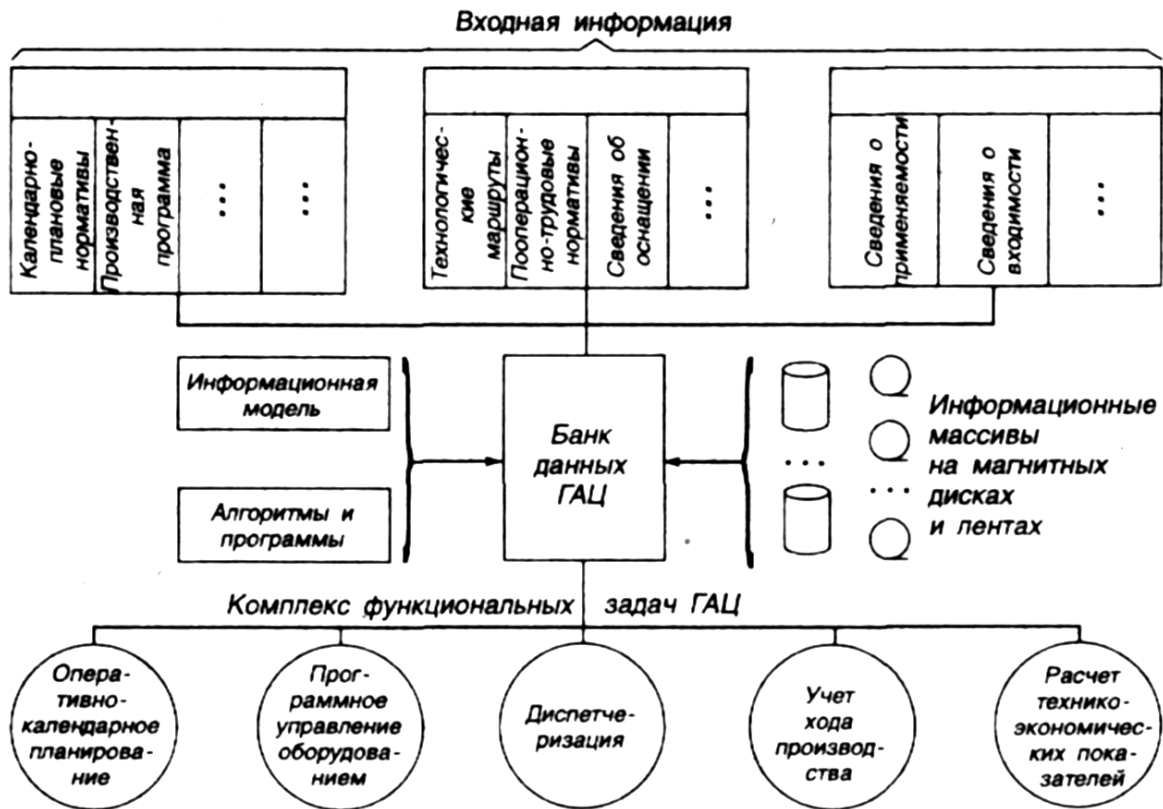 Входная информация
Календарно-
плановые
нормативы
Производствен-
ная
программа
...
...
Технологичес-
кие
маршруты
Пооперацион-
но-трудовые
нормативы
Сведения об
оснащении
...
Сведения о
применяемости
Сведения о
входимости
...
Информационная
модель
Алгоритмы и
программы
Банк
данных
ГАЦ
...
...
Информационные
массивы
на магнитных
дисках
и лентах
Комплекс функциональных задач ГАЦ
Опера-
тивно-
календарное
планирова-
ние
Прог-
раммное
управление
оборудова-
нием
Диспетче-
ризация
Учет
хода
производ-
ства
Расчет
технико-
экономичес-
ких пока-
зателей